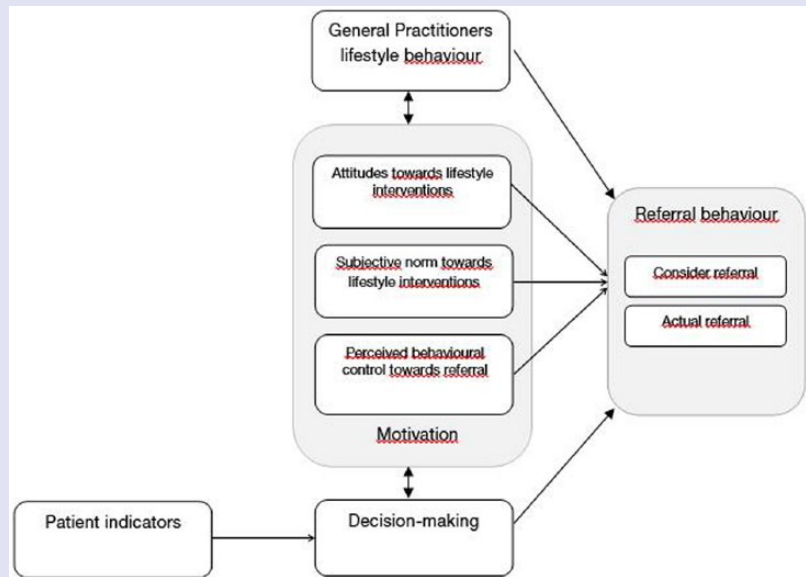 General Practitioners
lifestyle behaviour
Attitudes towards lifestyle
interventions
Subjective norm towards
lifestyle interventions
Perceived behavioural
control towards referral
Motivation
Referral behaviour
Consider referral
Actual referral
Patient indicators
Decision-making